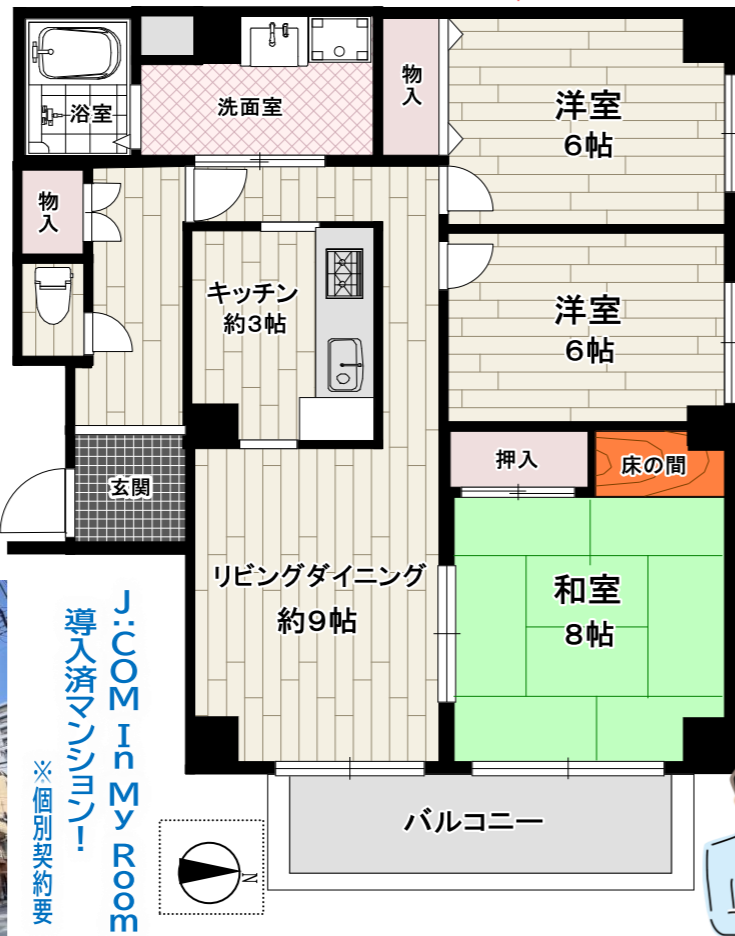 浴室
洗面室
物入
洋室
6帖
物入
キッチン
約3帖
洋室
6帖
押入
床の間
玄関
リビングダイニング
約9帖
和室
8帖
バルコニー
N
J:COM In My Room
導入済マンション!
※個別契約要